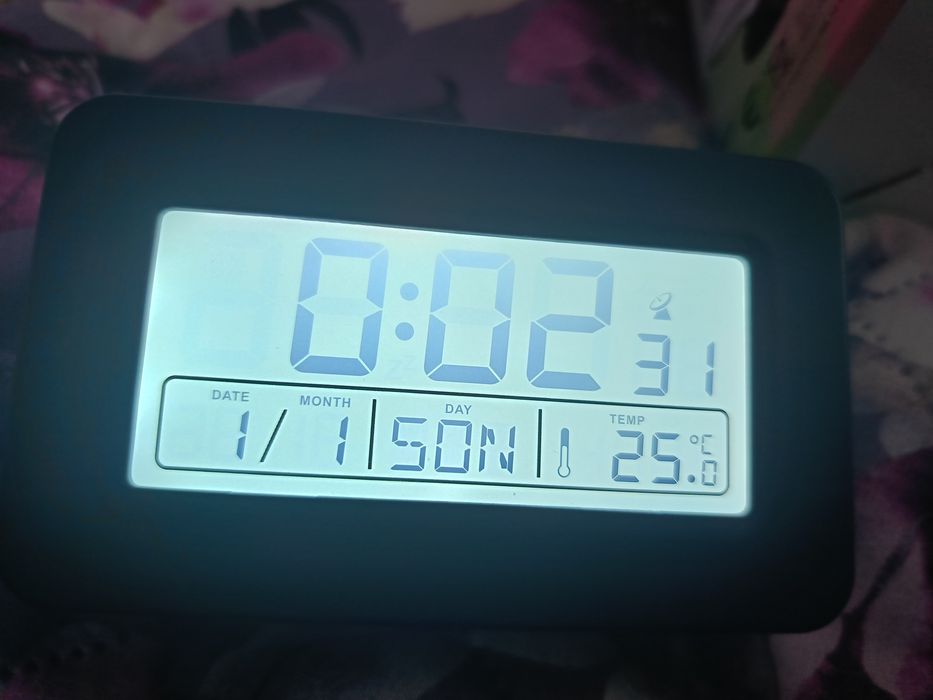 0:02 31
DATE MONTH DAY TEMP
1 / 1 SON 25.0 °C